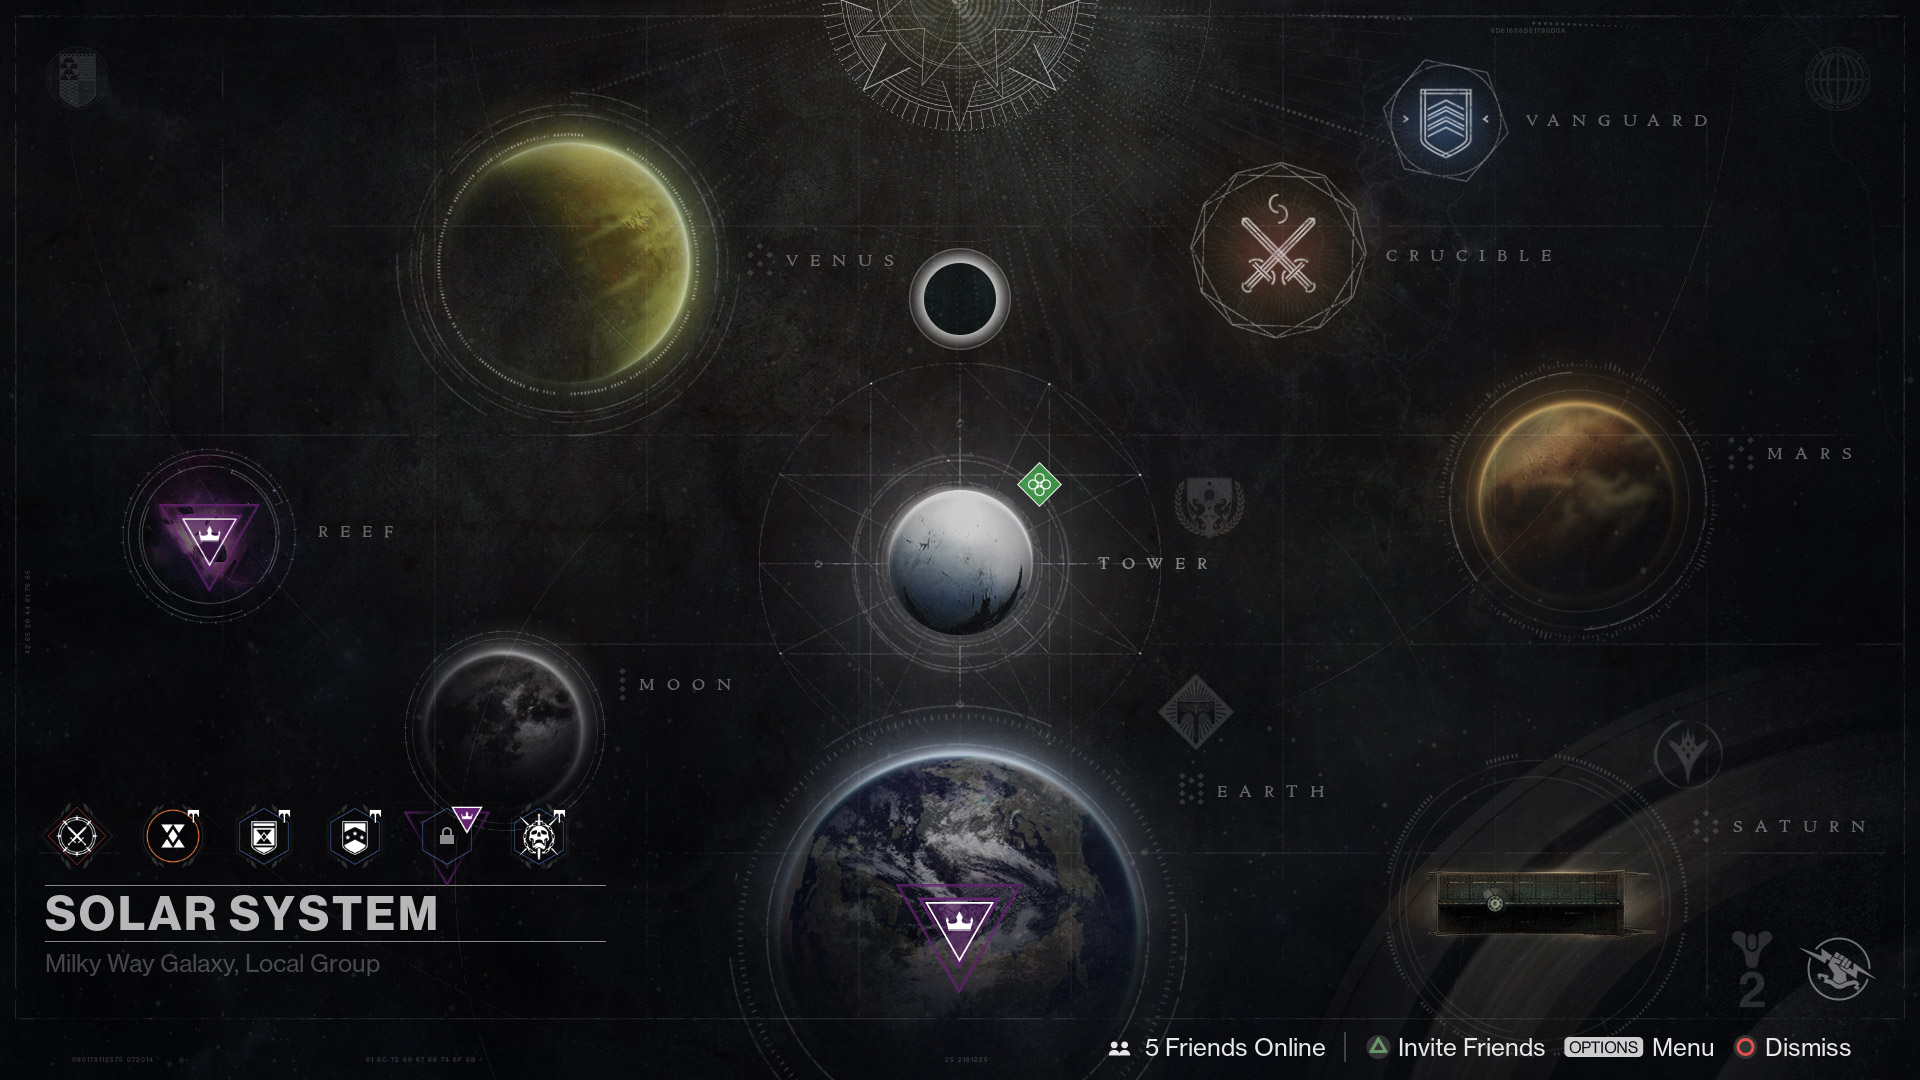 VANGUARD
CRUCIBLE
VENUS
MARS
REEF
TOWER
MOON
EARTH
SATURN
SOLAR SYSTEM
Milky Way Galaxy, Local Group
2
5 Friends Online
Invite Friends
OPTIONS Menu
Dismiss